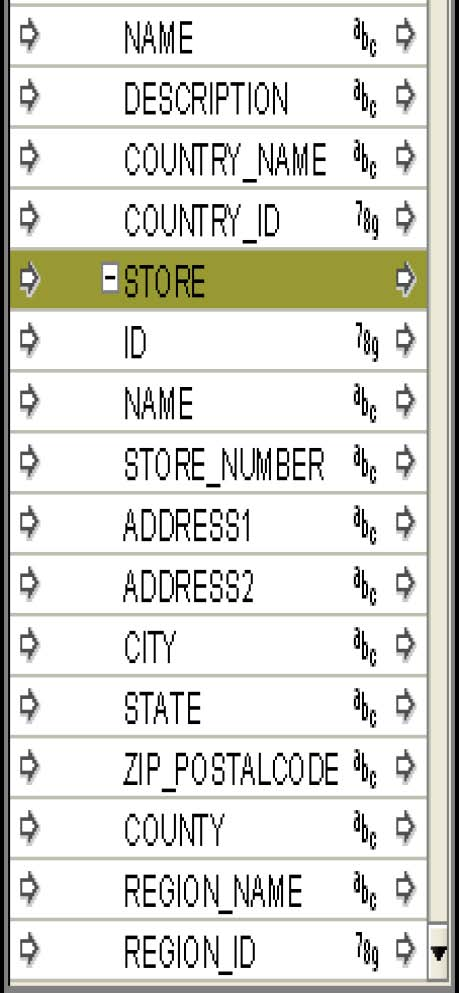 NAME abc
DESCRIPTION abc
COUNTRY_NAME abc
COUNTRY_ID 789
STORE
ID 789
NAME abc
STORE_NUMBER abc
ADDRESS1 abc
ADDRESS2 abc
CITY abc
STATE abc
ZIP_POSTALCODE abc
COUNTY abc
REGION_NAME abc
REGION_ID 789